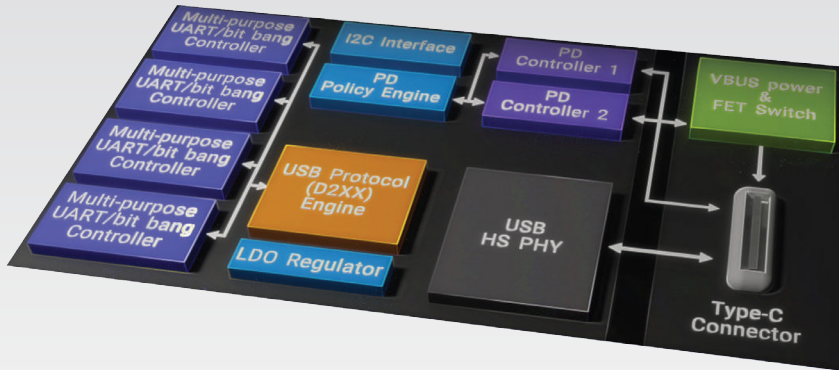 Multi-purpose
UART/bit bang
Controller
Multi-purpose
UART/bit bang
Controller
Multi-purpose
UART/bit bang
Controller
Multi-purpose
UART/bit bang
Controller
I2C Interface
PD
Policy Engine
PD
Controller 1
PD
Controller 2
VBUS power
&
FET Switch
USB Protocol
(D2XX)
Engine
LDO Regulator
USB
HS PHY
Type-C
Connector